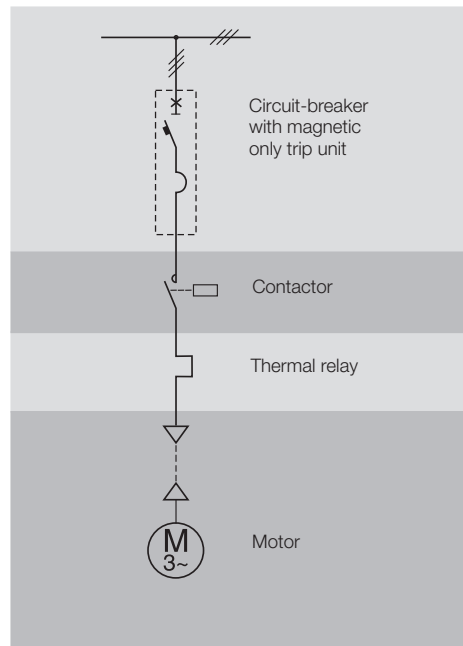 Circuit-breaker
with magnetic
only trip unit
Contactor
Thermal relay
M
3~
Motor